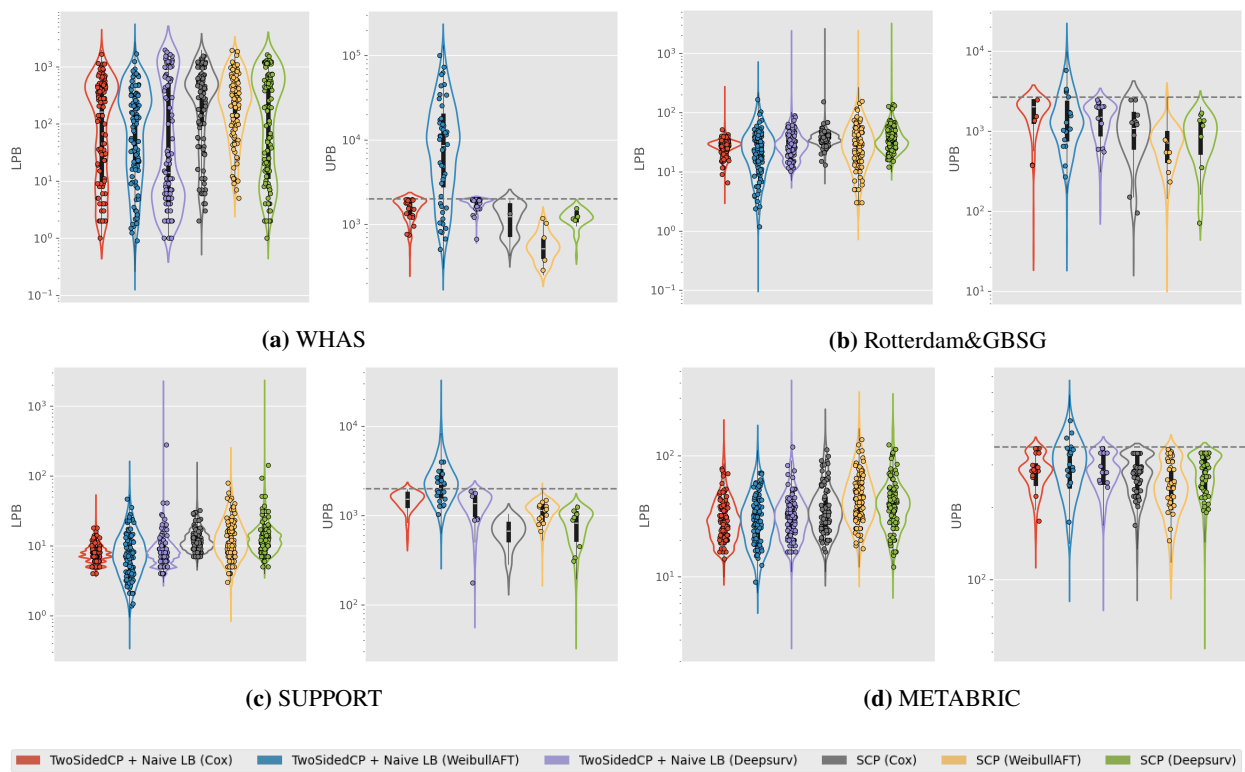 LPB
10³
10²
10¹
10⁰
10⁻¹
UPB
10⁵
10⁴
10³
(a) WHAS
LPB
10³
10²
10¹
10⁰
10⁻¹
UPB
10⁴
10³
10²
10¹
(b) Rotterdam&GBSG
LPB
10³
10²
10¹
10⁰
UPB
10⁴
10³
10²
(c) SUPPORT
LPB
10²
10¹
UPB
10²
(d) METABRIC
TwoSidedCP + Naive LB (Cox) TwoSidedCP + Naive LB (WeibullAFT) TwoSidedCP + Naive LB (Deepsurv) SCP (Cox) SCP (WeibullAFT) SCP (Deepsurv)